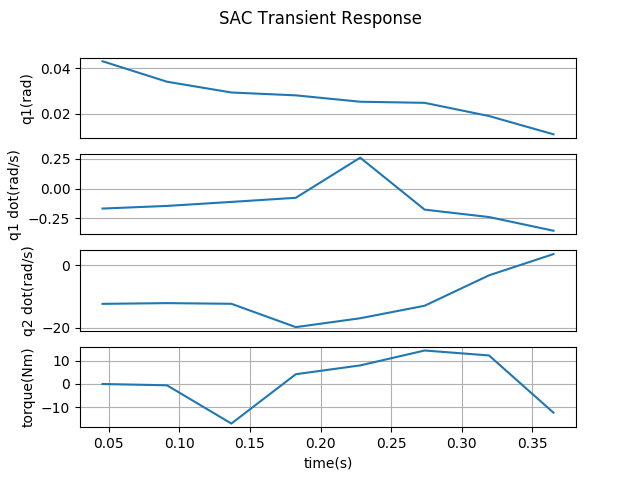 SAC Transient Response
q1(rad)
0.04
0.02
q1 dot(rad/s)
0.25
0.00
−0.25
q2 dot(rad/s)
0
−20
torque(Nm)
10
0
−10
0.05 0.10 0.15 0.20 0.25 0.30 0.35
time(s)